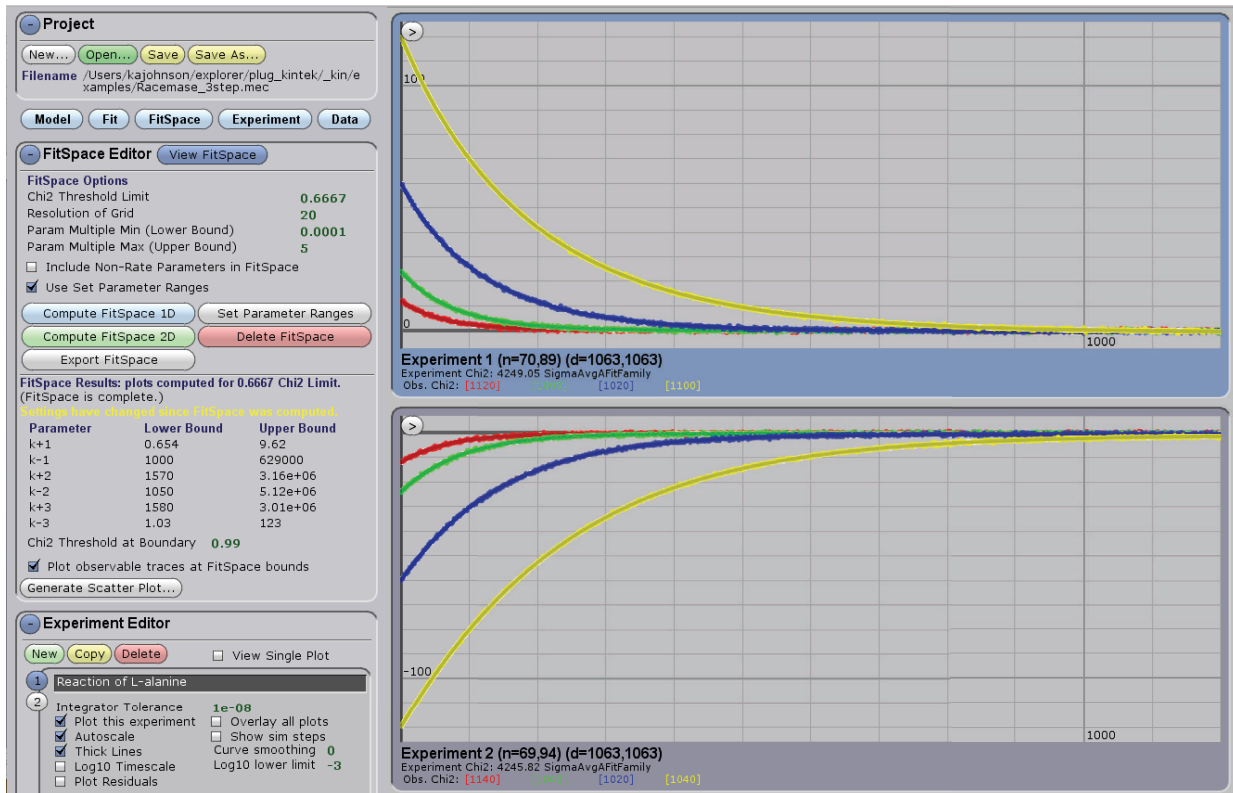 Project
New... Open... Save Save As...
Filename /Users/kajohnson/explorer/plug_kintek/_kin/e
xamples/Racemase_3step.mec
Model Fit FitSpace Experiment Data
FitSpace Editor View FitSpace
FitSpace Options
Chi2 Threshold Limit 0.6667
Resolution of Grid 20
Param Multiple Min (Lower Bound) 0.0001
Param Multiple Max (Upper Bound) 5
Include Non-Rate Parameters in FitSpace
Use Set Parameter Ranges
Compute FitSpace 1D Set Parameter Ranges
Compute FitSpace 2D Delete FitSpace
Export FitSpace
FitSpace Results: plots computed for 0.6667 Chi2 Limit.
(FitSpace is complete.)
Settings have changed since FitSpace was computed.
Parameter Lower Bound Upper Bound
k+1 0.654 9.62
k-1 1000 629000
k+2 1570 3.16e+06
k-2 1050 5.12e+06
k+3 1580 3.01e+06
k-3 1.03 123
Chi2 Threshold at Boundary 0.99
Plot observable traces at FitSpace bounds
Generate Scatter Plot...
Experiment Editor
New Copy Delete View Single Plot
1 Reaction of L-alanine
2
Integrator Tolerance 1e-08
Plot this experiment Overlay all plots
Autoscale Show sim steps
Thick Lines Curve smoothing 0
Log10 Timescale Log10 lower limit -3
Plot Residuals
>
100
0
1000
Experiment 1 (n=70,89) (d=1063,1063)
Experiment Chi2: 4249.05 SigmaAvgAFitFamily
Obs. Chi2: [1120] [1020] [1100]
>
-100
1000
Experiment 2 (n=69,94) (d=1063,1063)
Experiment Chi2: 4245.82 SigmaAvgAFitFamily
Obs. Chi2: [1140] [1020] [1040]